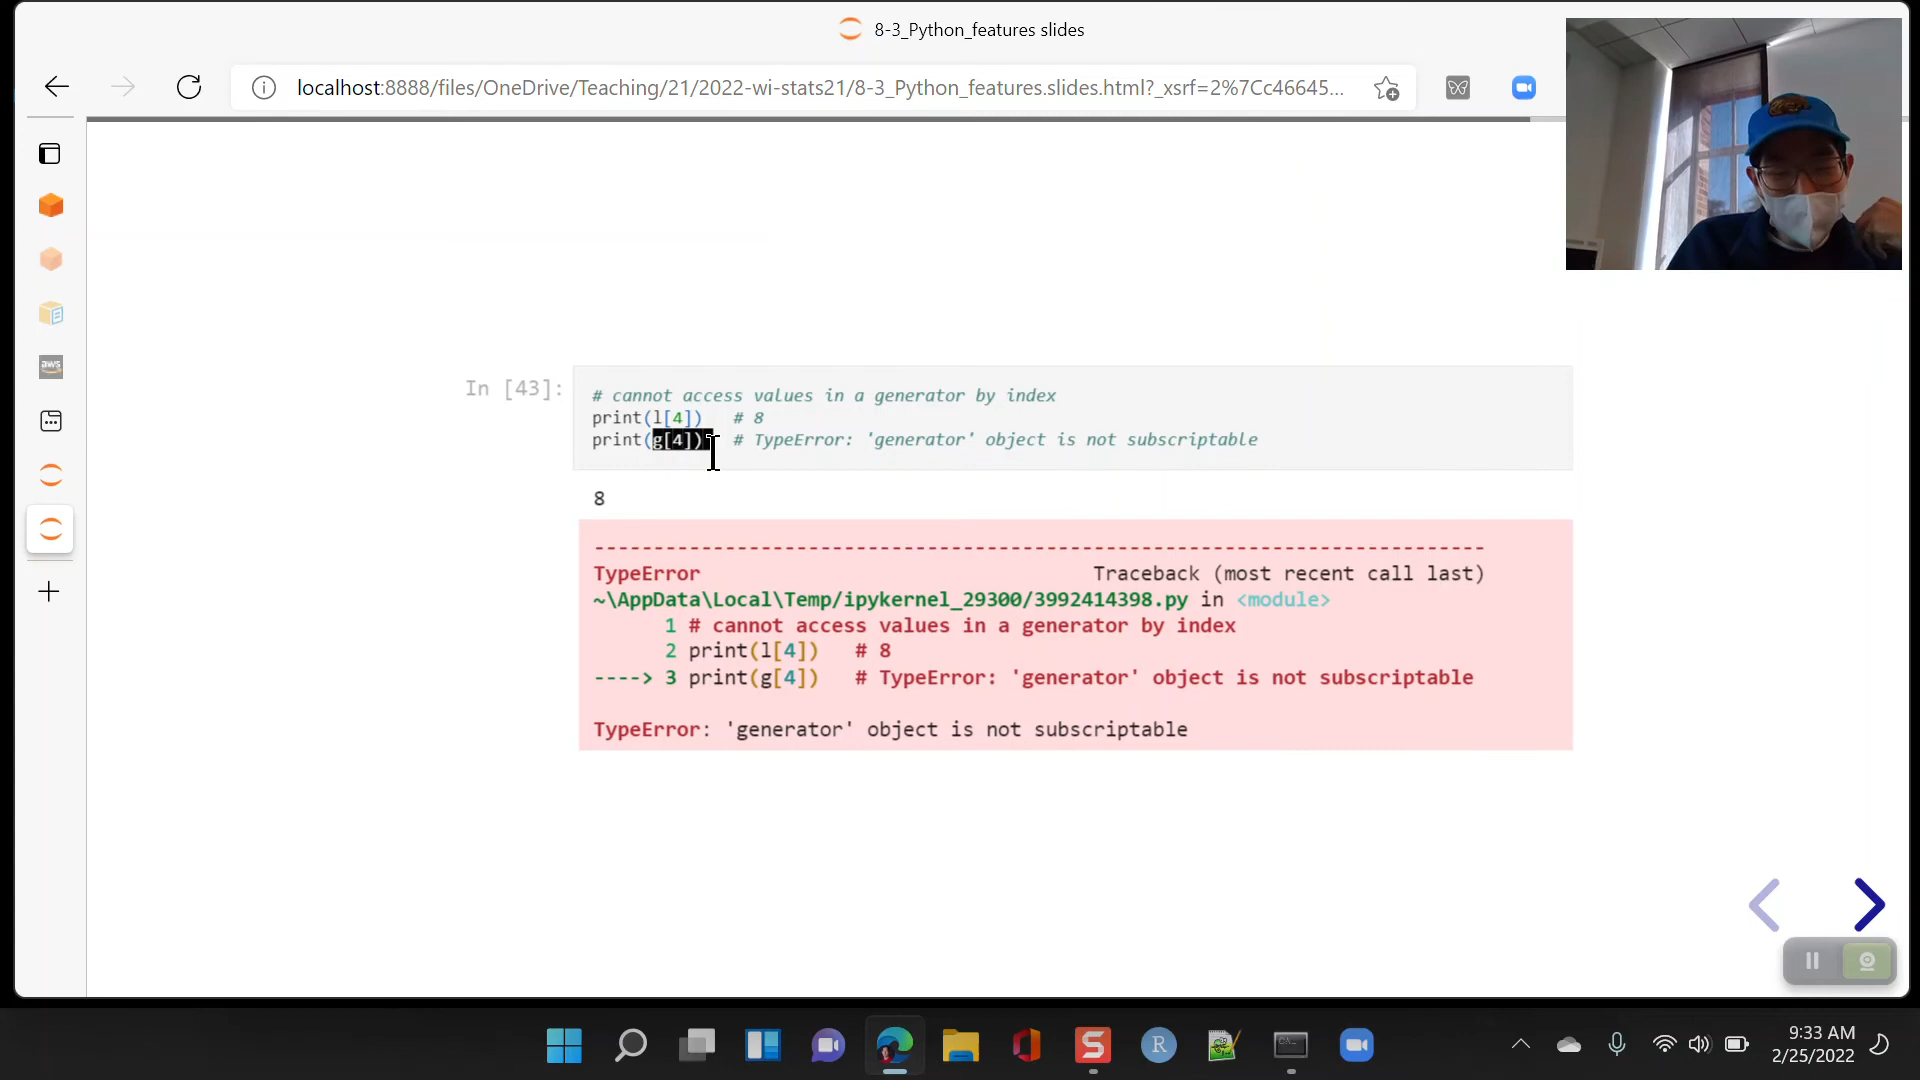 8-3_Python_features slides
localhost:8888/files/OneDrive/Teaching/21/2022-wi-stats21/8-3_Python_features.slides.html?_xsrf=2%7Cc46645...
aws
In [43]:
# cannot access values in a generator by index
print(l[4]) # 8
print(g[4]) # TypeError: 'generator' object is not subscriptable
8
---------------------------------------------------------------------------
TypeError Traceback (most recent call last)
~\AppData\Local\Temp/ipykernel_29300/3992414398.py in <module>
1 # cannot access values in a generator by index
2 print(l[4]) # 8
----> 3 print(g[4]) # TypeError: 'generator' object is not subscriptable
TypeError: 'generator' object is not subscriptable
S
R
9:33 AM
2/25/2022